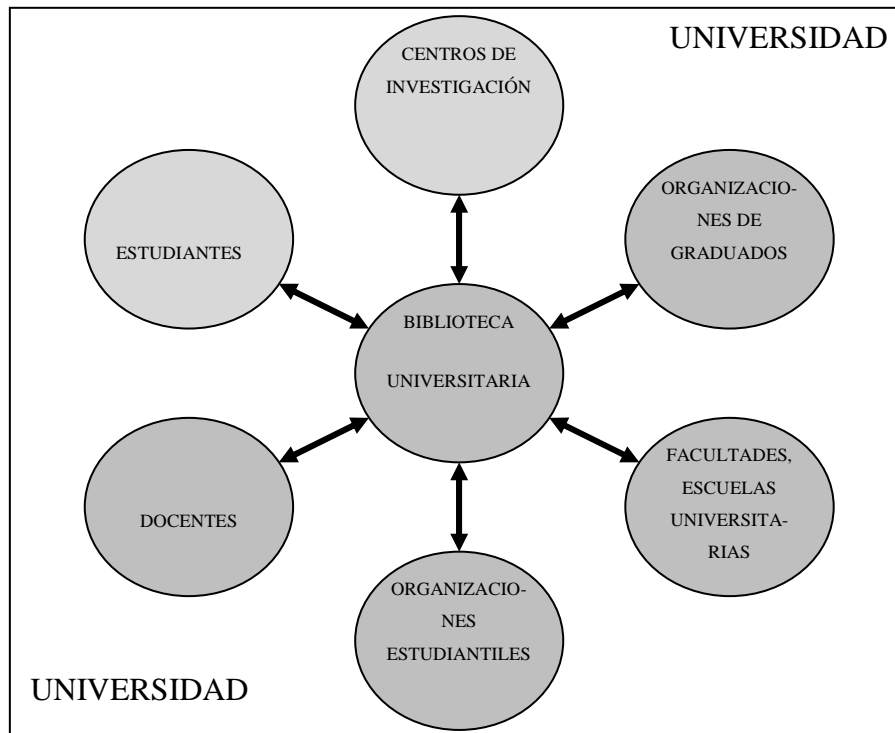 UNIVERSIDAD
CENTROS DE
INVESTIGACIÓN
ORGANIZACIO-
NES DE
GRADUADOS
ESTUDIANTES
BIBLIOTECA
UNIVERSITARIA
FACULTADES,
ESCUELAS
UNIVERSITA-
RIAS
DOCENTES
ORGANIZACIO-
NES
ESTUDIANTILES
UNIVERSIDAD